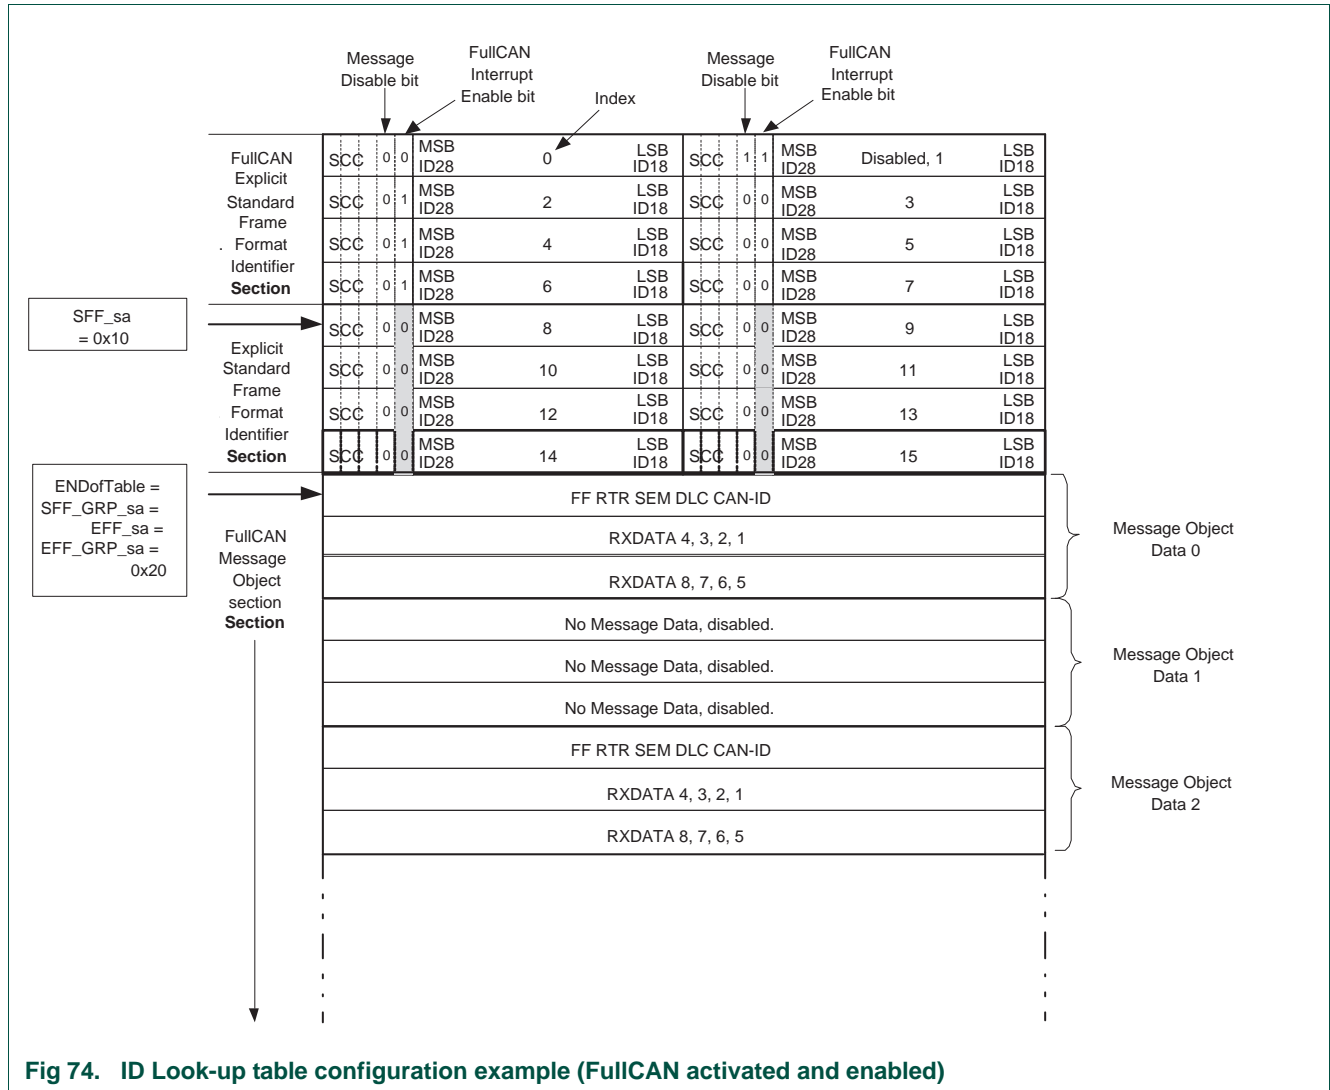 Message
Disable bit
FullCAN
Interrupt
Enable bit
Index
Message
Disable bit
FullCAN
Interrupt
Enable bit
FullCAN
Explicit
Standard
Frame
. Format
Identifier
Section
SCC 0 0 MSB ID28 0 LSB ID18 SCC 1 1 MSB ID28 Disabled, 1 LSB ID18
SCC 0 1 MSB ID28 2 LSB ID18 SCC 0 0 MSB ID28 3 LSB ID18
SCC 0 1 MSB ID28 4 LSB ID18 SCC 0 0 MSB ID28 5 LSB ID18
SCC 0 1 MSB ID28 6 LSB ID18 SCC 0 0 MSB ID28 7 LSB ID18
SFF_sa
= 0x10
Explicit
Standard
Frame
Format
Identifier
Section
SCC 0 0 MSB ID28 8 LSB ID18 SCC 0 0 MSB ID28 9 LSB ID18
SCC 0 0 MSB ID28 10 LSB ID18 SCC 0 0 MSB ID28 11 LSB ID18
SCC 0 0 MSB ID28 12 LSB ID18 SCC 0 0 MSB ID28 13 LSB ID18
SCC 0 0 MSB ID28 14 LSB ID18 SCC 0 0 MSB ID28 15 LSB ID18
ENDofTable =
SFF_GRP_sa =
EFF_sa =
EFF_GRP_sa =
0x20
FullCAN
Message
Object
section
Section
FF RTR SEM DLC CAN-ID
RXDATA 4, 3, 2, 1
RXDATA 8, 7, 6, 5
Message Object
Data 0
No Message Data, disabled.
No Message Data, disabled.
No Message Data, disabled.
Message Object
Data 1
FF RTR SEM DLC CAN-ID
RXDATA 4, 3, 2, 1
RXDATA 8, 7, 6, 5
Message Object
Data 2
Fig 74. ID Look-up table configuration example (FullCAN activated and enabled)